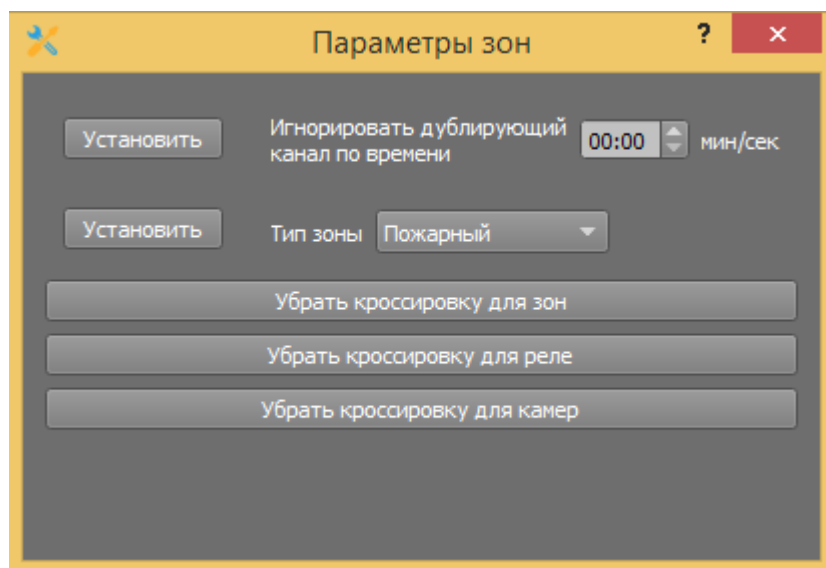 Параметры зон ?
Установить
Игнорировать дублирующий
канал по времени
00:00
мин/сек
Установить
Тип зоны
Пожарный
Убрать кроссировку для зон
Убрать кроссировку для реле
Убрать кроссировку для камер